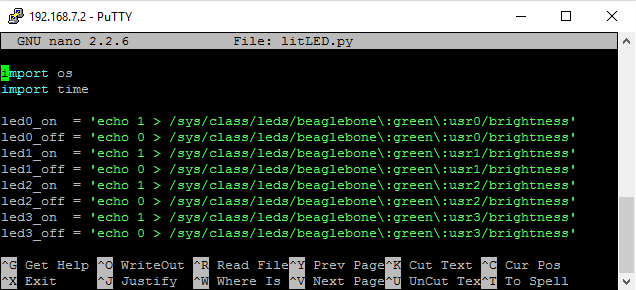 192.168.7.2 - PuTTY
GNU nano 2.2.6 File: litLED.py
import os
import time
led0_on = 'echo 1 > /sys/class/leds/beaglebone\:green\:usr0/brightness'
led0_off = 'echo 0 > /sys/class/leds/beaglebone\:green\:usr0/brightness'
led1_on = 'echo 1 > /sys/class/leds/beaglebone\:green\:usr1/brightness'
led1_off = 'echo 0 > /sys/class/leds/beaglebone\:green\:usr1/brightness'
led2_on = 'echo 1 > /sys/class/leds/beaglebone\:green\:usr2/brightness'
led2_off = 'echo 0 > /sys/class/leds/beaglebone\:green\:usr2/brightness'
led3_on = 'echo 1 > /sys/class/leds/beaglebone\:green\:usr3/brightness'
led3_off = 'echo 0 > /sys/class/leds/beaglebone\:green\:usr3/brightness'
^G Get Help ^O WriteOut ^R Read File ^Y Prev Page ^K Cut Text ^C Cur Pos
^X Exit ^J Justify ^W Where Is ^V Next Page ^U UnCut Tex ^T To Spell